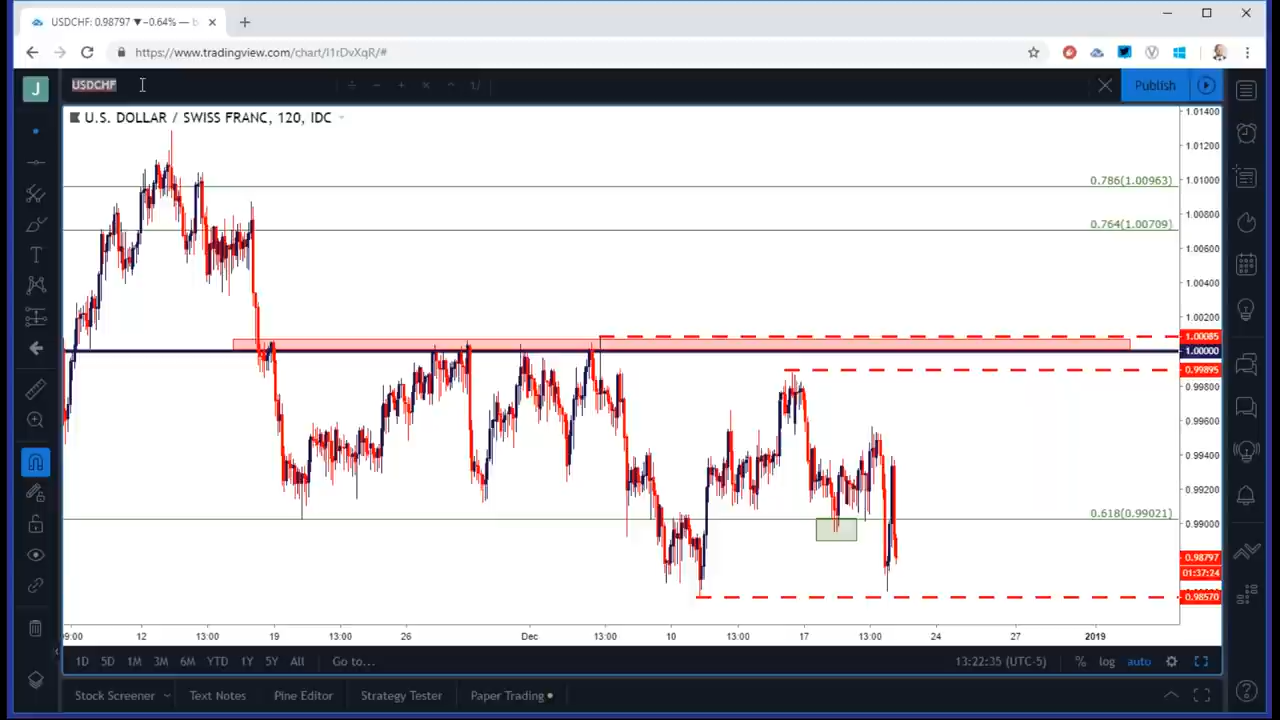 USDCHF: 0.98797 ▼−0.64% — b
https://www.tradingview.com/chart/I1rDvXqR/#
J
USDCHF
÷ − + × ^ 1/
Publish
U.S. DOLLAR / SWISS FRANC, 120, IDC
1.01400
1.01200
1.01000
0.786(1.00963)
1.00800
0.764(1.00709)
1.00600
1.00400
1.00200
1.00085
1.00000
0.99895
0.99800
0.99600
0.99400
0.99200
0.618(0.99021)
0.99000
0.98797
01:37:24
0.98570
09:00 12 13:00 19 13:00 26 Dec 13:00 10 13:00 17 13:00 24 27 2019
1D 5D 1M 3M 6M YTD 1Y 5Y All Go to... 13:22:35 (UTC-5) % log auto
Stock Screener Text Notes Pine Editor Strategy Tester Paper Trading